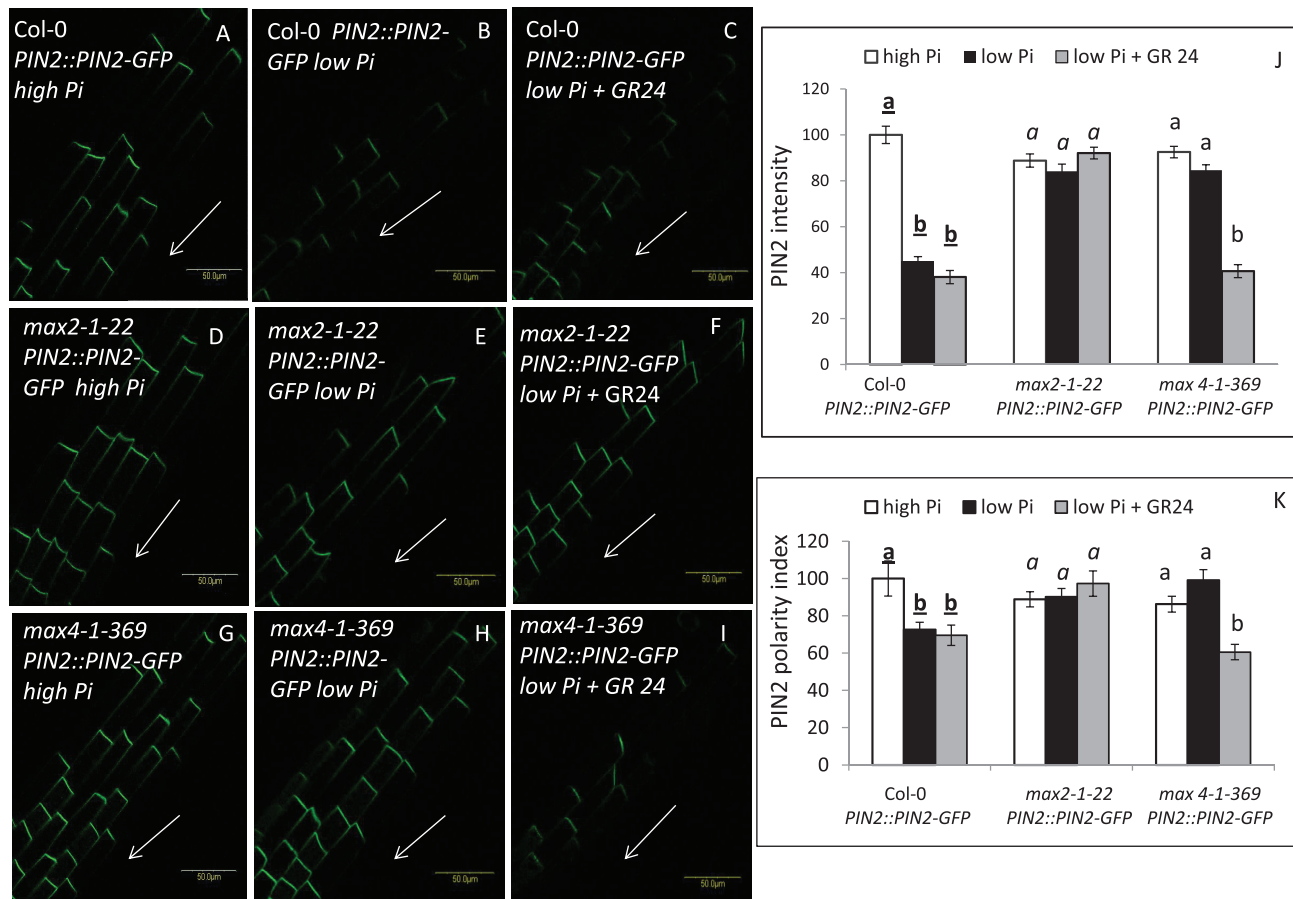 Col-0
PIN2::PIN2-GFP
high Pi
A
50.0μm
Col-0 PIN2::PIN2-
GFP low Pi
B
50.0μm
Col-0
PIN2::PIN2-GFP
low Pi + GR24
C
50.0μm
max2-1-22
PIN2::PIN2-
GFP high Pi
D
50.0μm
max2-1-22
PIN2::PIN2-
GFP low Pi
E
50.0μm
max2-1-22
PIN2::PIN2-GFP
low Pi + GR24
F
50.0μm
max4-1-369
PIN2::PIN2-GFP
high Pi
G
50.0μm
max4-1-369
PIN2::PIN2-
GFP low Pi
H
50.0μm
max4-1-369
PIN2::PIN2-GFP
low Pi + GR 24
I
50.0μm
high Pi low Pi low Pi + GR 24
J
PIN2 intensity
120
100
80
60
40
20
0
a b b
a a a
a a b
Col-0
PIN2::PIN2-GFP
max2-1-22
PIN2::PIN2-GFP
max 4-1-369
PIN2::PIN2-GFP
high Pi low Pi low Pi + GR24
K
PIN2 polarity index
120
100
80
60
40
20
0
a b b
a a a
a a b
Col-0
PIN2::PIN2-GFP
max2-1-22
PIN2::PIN2-GFP
max 4-1-369
PIN2::PIN2-GFP